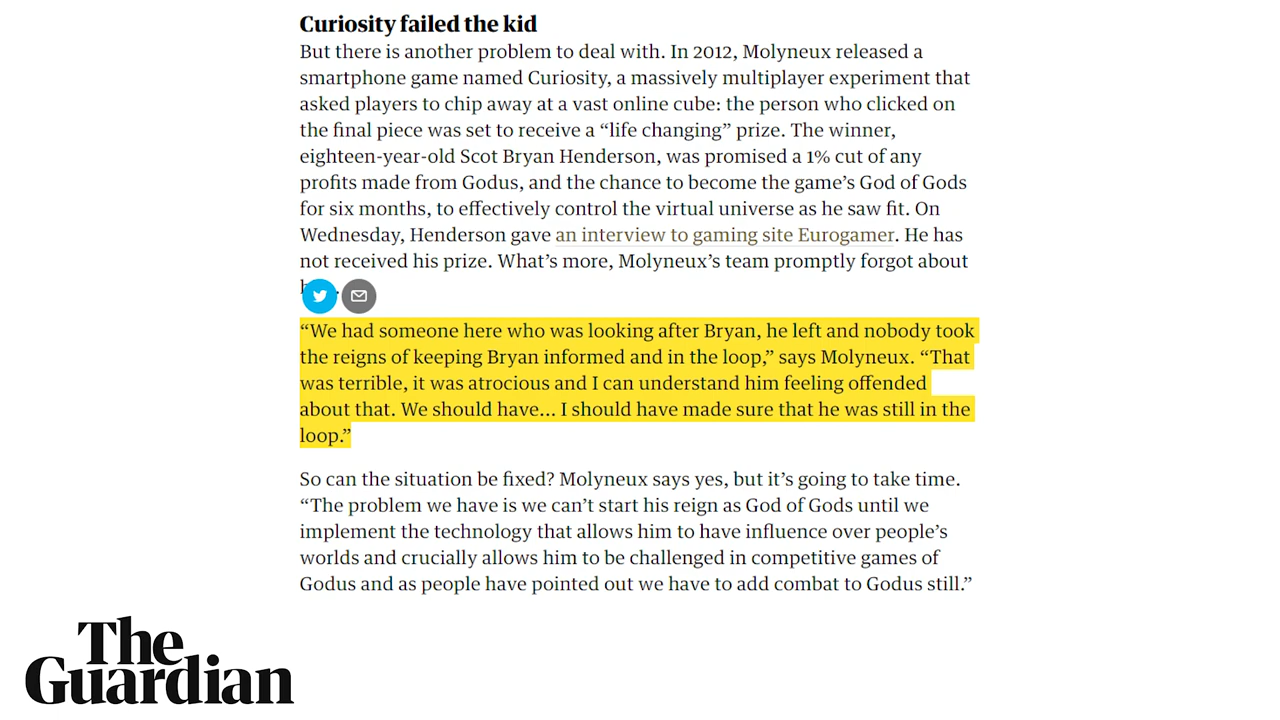 Curiosity failed the kid
But there is another problem to deal with. In 2012, Molyneux released a
smartphone game named Curiosity, a massively multiplayer experiment that
asked players to chip away at a vast online cube: the person who clicked on
the final piece was set to receive a “life changing” prize. The winner,
eighteen-year-old Scot Bryan Henderson, was promised a 1% cut of any
profits made from Godus, and the chance to become the game’s God of Gods
for six months, to effectively control the virtual universe as he saw fit. On
Wednesday, Henderson gave an interview to gaming site Eurogamer. He has
not received his prize. What’s more, Molyneux’s team promptly forgot about
“We had someone here who was looking after Bryan, he left and nobody took
the reigns of keeping Bryan informed and in the loop,” says Molyneux. “That
was terrible, it was atrocious and I can understand him feeling offended
about that. We should have… I should have made sure that he was still in the
loop.”
So can the situation be fixed? Molyneux says yes, but it’s going to take time.
“The problem we have is we can’t start his reign as God of Gods until we
implement the technology that allows him to have influence over people’s
worlds and crucially allows him to be challenged in competitive games of
Godus and as people have pointed out we have to add combat to Godus still.”
The
Guardian